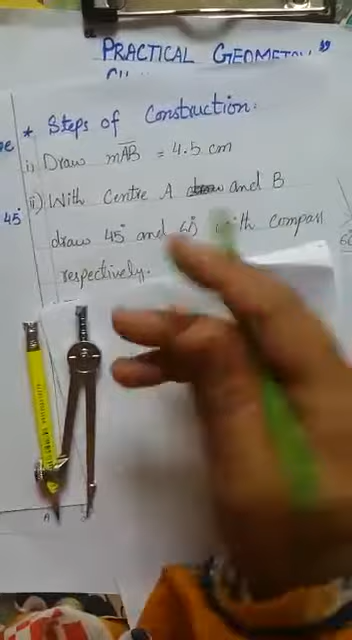 PRACTICAL GEOMETRY
* Steps of Construction.
i) Draw mAB = 4.5 cm
ii) With Centre A and B
45°
draw 45° and 60° with compass
respectively.
A